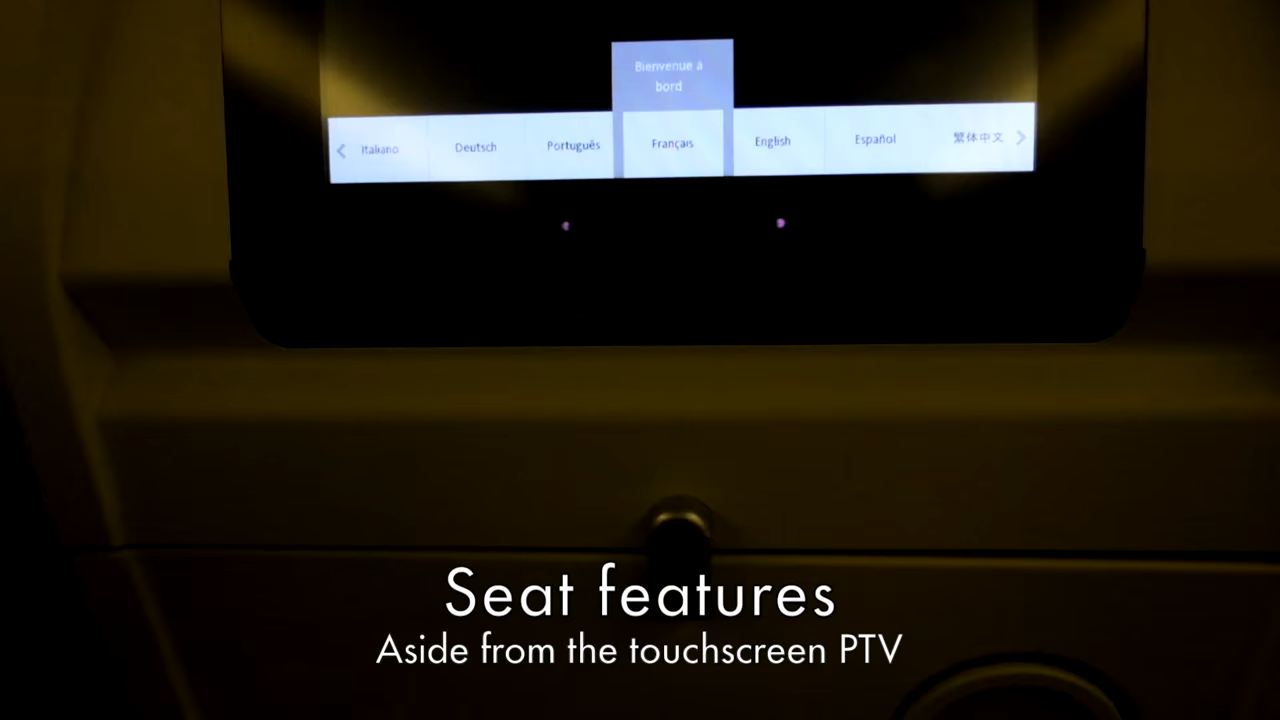 Bienvenue à
bord
Italiano Deutsch Português Français English Español 繁体中文
Seat features
Aside from the touchscreen PTV